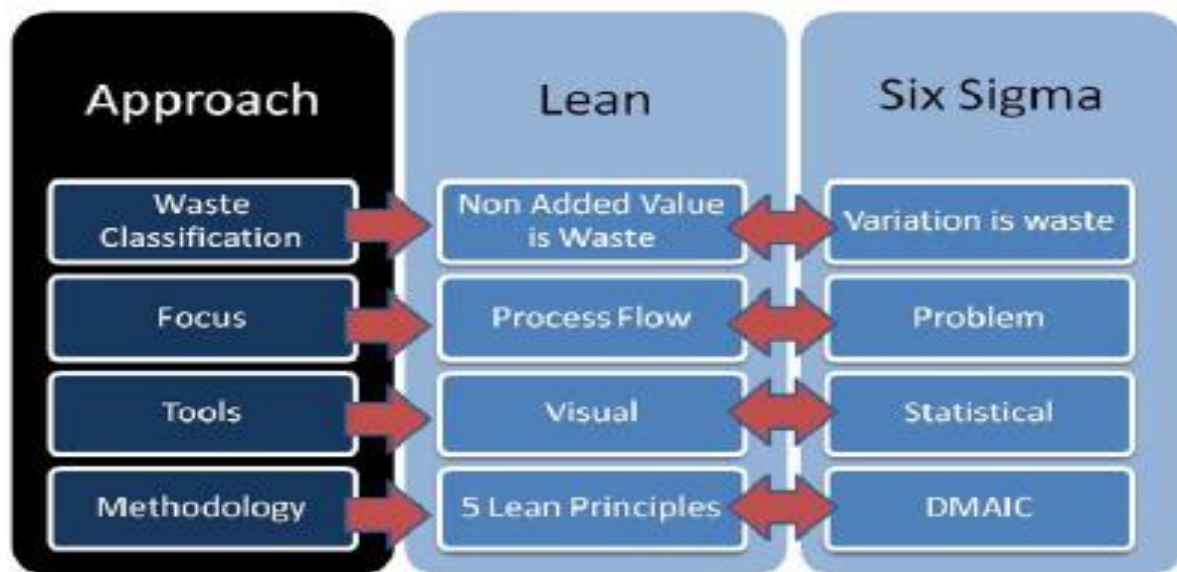 Approach
Lean
Six Sigma
Waste
Classification
Non Added Value
is Waste
Variation is waste
Focus
Process Flow
Problem
Tools
Visual
Statistical
Methodology
5 Lean Principles
DMAIC